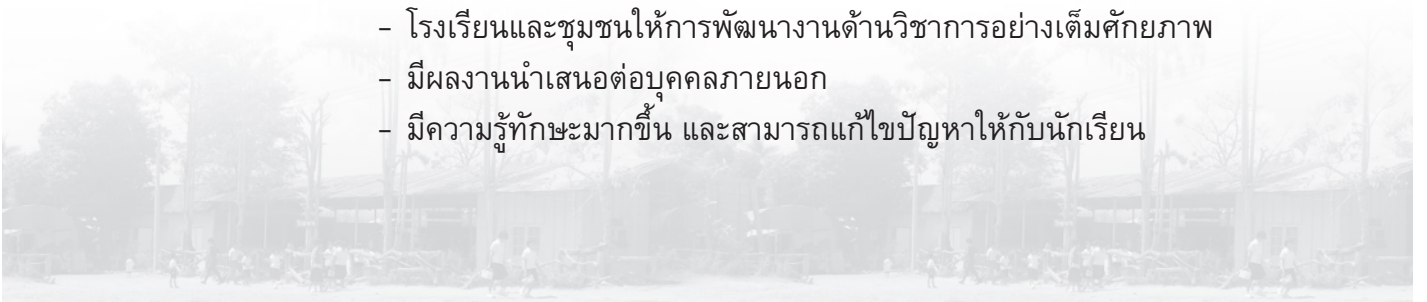 - โรงเรียนและชุมชนให้การพัฒนางานด้านวิชาการอย่างเต็มศักยภาพ
- มีผลงานนำเสนอต่อบุคคลภายนอก
- มีความรู้ทักษะมากขึ้น และสามารถแก้ไขปัญหาให้กับนักเรียน